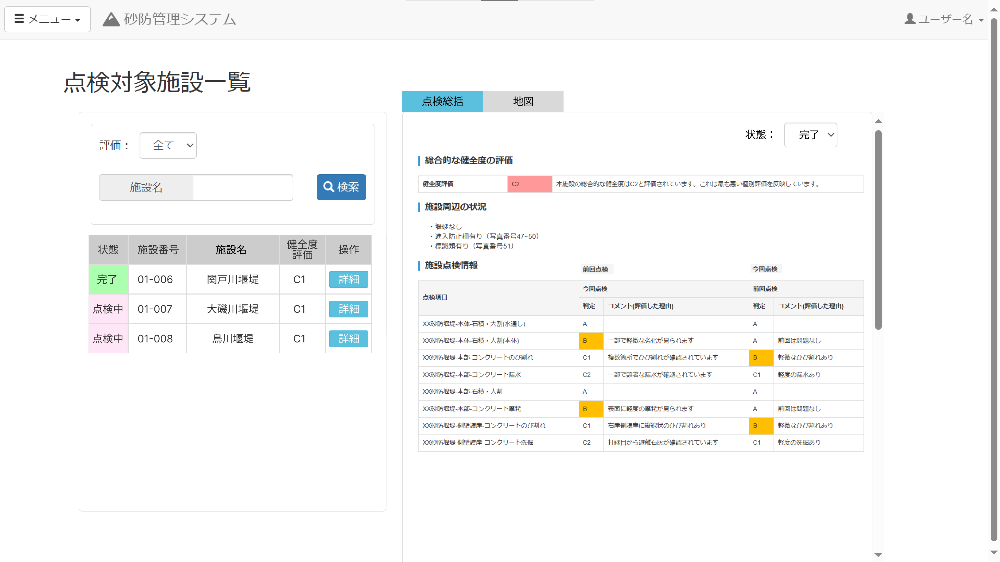 メニュー
砂防管理システム
ユーザー名
点検対象施設一覧
点検総括
地図
評価：
全て
施設名
検索
状態 施設番号 施設名 健全度評価 操作
完了 01-006 関戸川堰堤 C1 詳細
点検中 01-007 大磯川堰堤 C1 詳細
点検中 01-008 鳥川堰堤 C1 詳細
状態：
完了
総合的な健全度の評価
健全度評価 C2 本施設の総合的な健全度はC2と評価されています。これは最も悪い個別評価を反映しています。
施設周辺の状況
・堰砂なし
・進入防止柵有り（写真番号47~50）
・標識類有り（写真番号51）
施設点検情報
前回点検
今回点検
点検項目 今回点検 前回点検
判定 コメント(評価した理由) 判定 コメント(評価した理由)
XX砂防堰堤-本体-石積・大割(水通し) A A
XX砂防堰堤-本体-石積・大割(本体) B 一部で軽微な劣化が見られます A 前回は問題なし
XX砂防堰堤-本部-コンクリートのび割れ C1 複数箇所でひび割れが確認されています B 軽微なひび割れあり
XX砂防堰堤-本部-コンクリート漏水 C2 一部で顕著な漏水が確認されています C1 軽度の漏水あり
XX砂防堰堤-本部-石積・大割 A A
XX砂防堰堤-本部-コンクリート摩耗 B 表面に軽度の摩耗が見られます A 前回は問題なし
XX砂防堰堤-側壁護岸-コンクリートのび割れ C1 右岸側護岸に縦線状のひび割れあり B 軽微なひび割れあり
XX砂防堰堤-側壁護岸-コンクリート洗掘 C2 打継目から遊離石灰が確認されています C1 軽度の洗掘あり